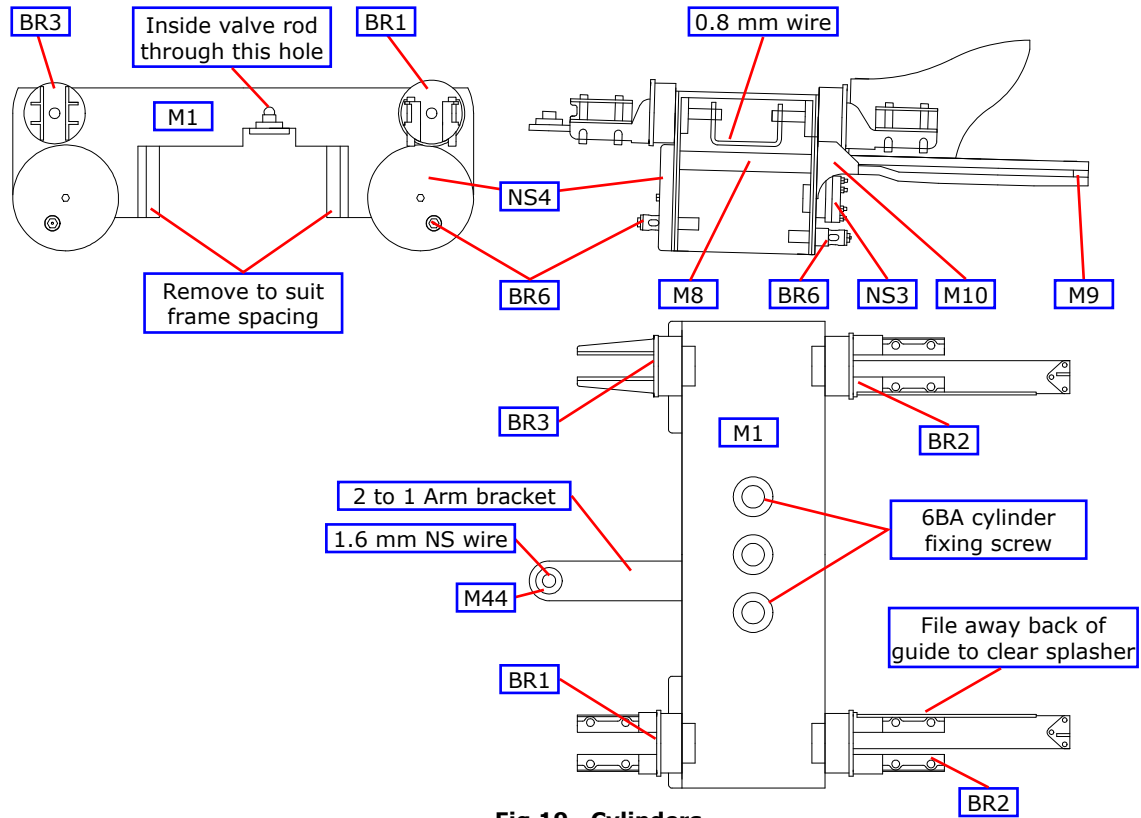 BR3
Inside valve rod
through this hole
BR1
0.8 mm wire
M1
NS4
Remove to suit
frame spacing
BR6
M8
BR6
NS3
M10
M9
BR3
M1
BR2
2 to 1 Arm bracket
1.6 mm NS wire
M44
6BA cylinder
fixing screw
File away back of
guide to clear splasher
BR1
BR2